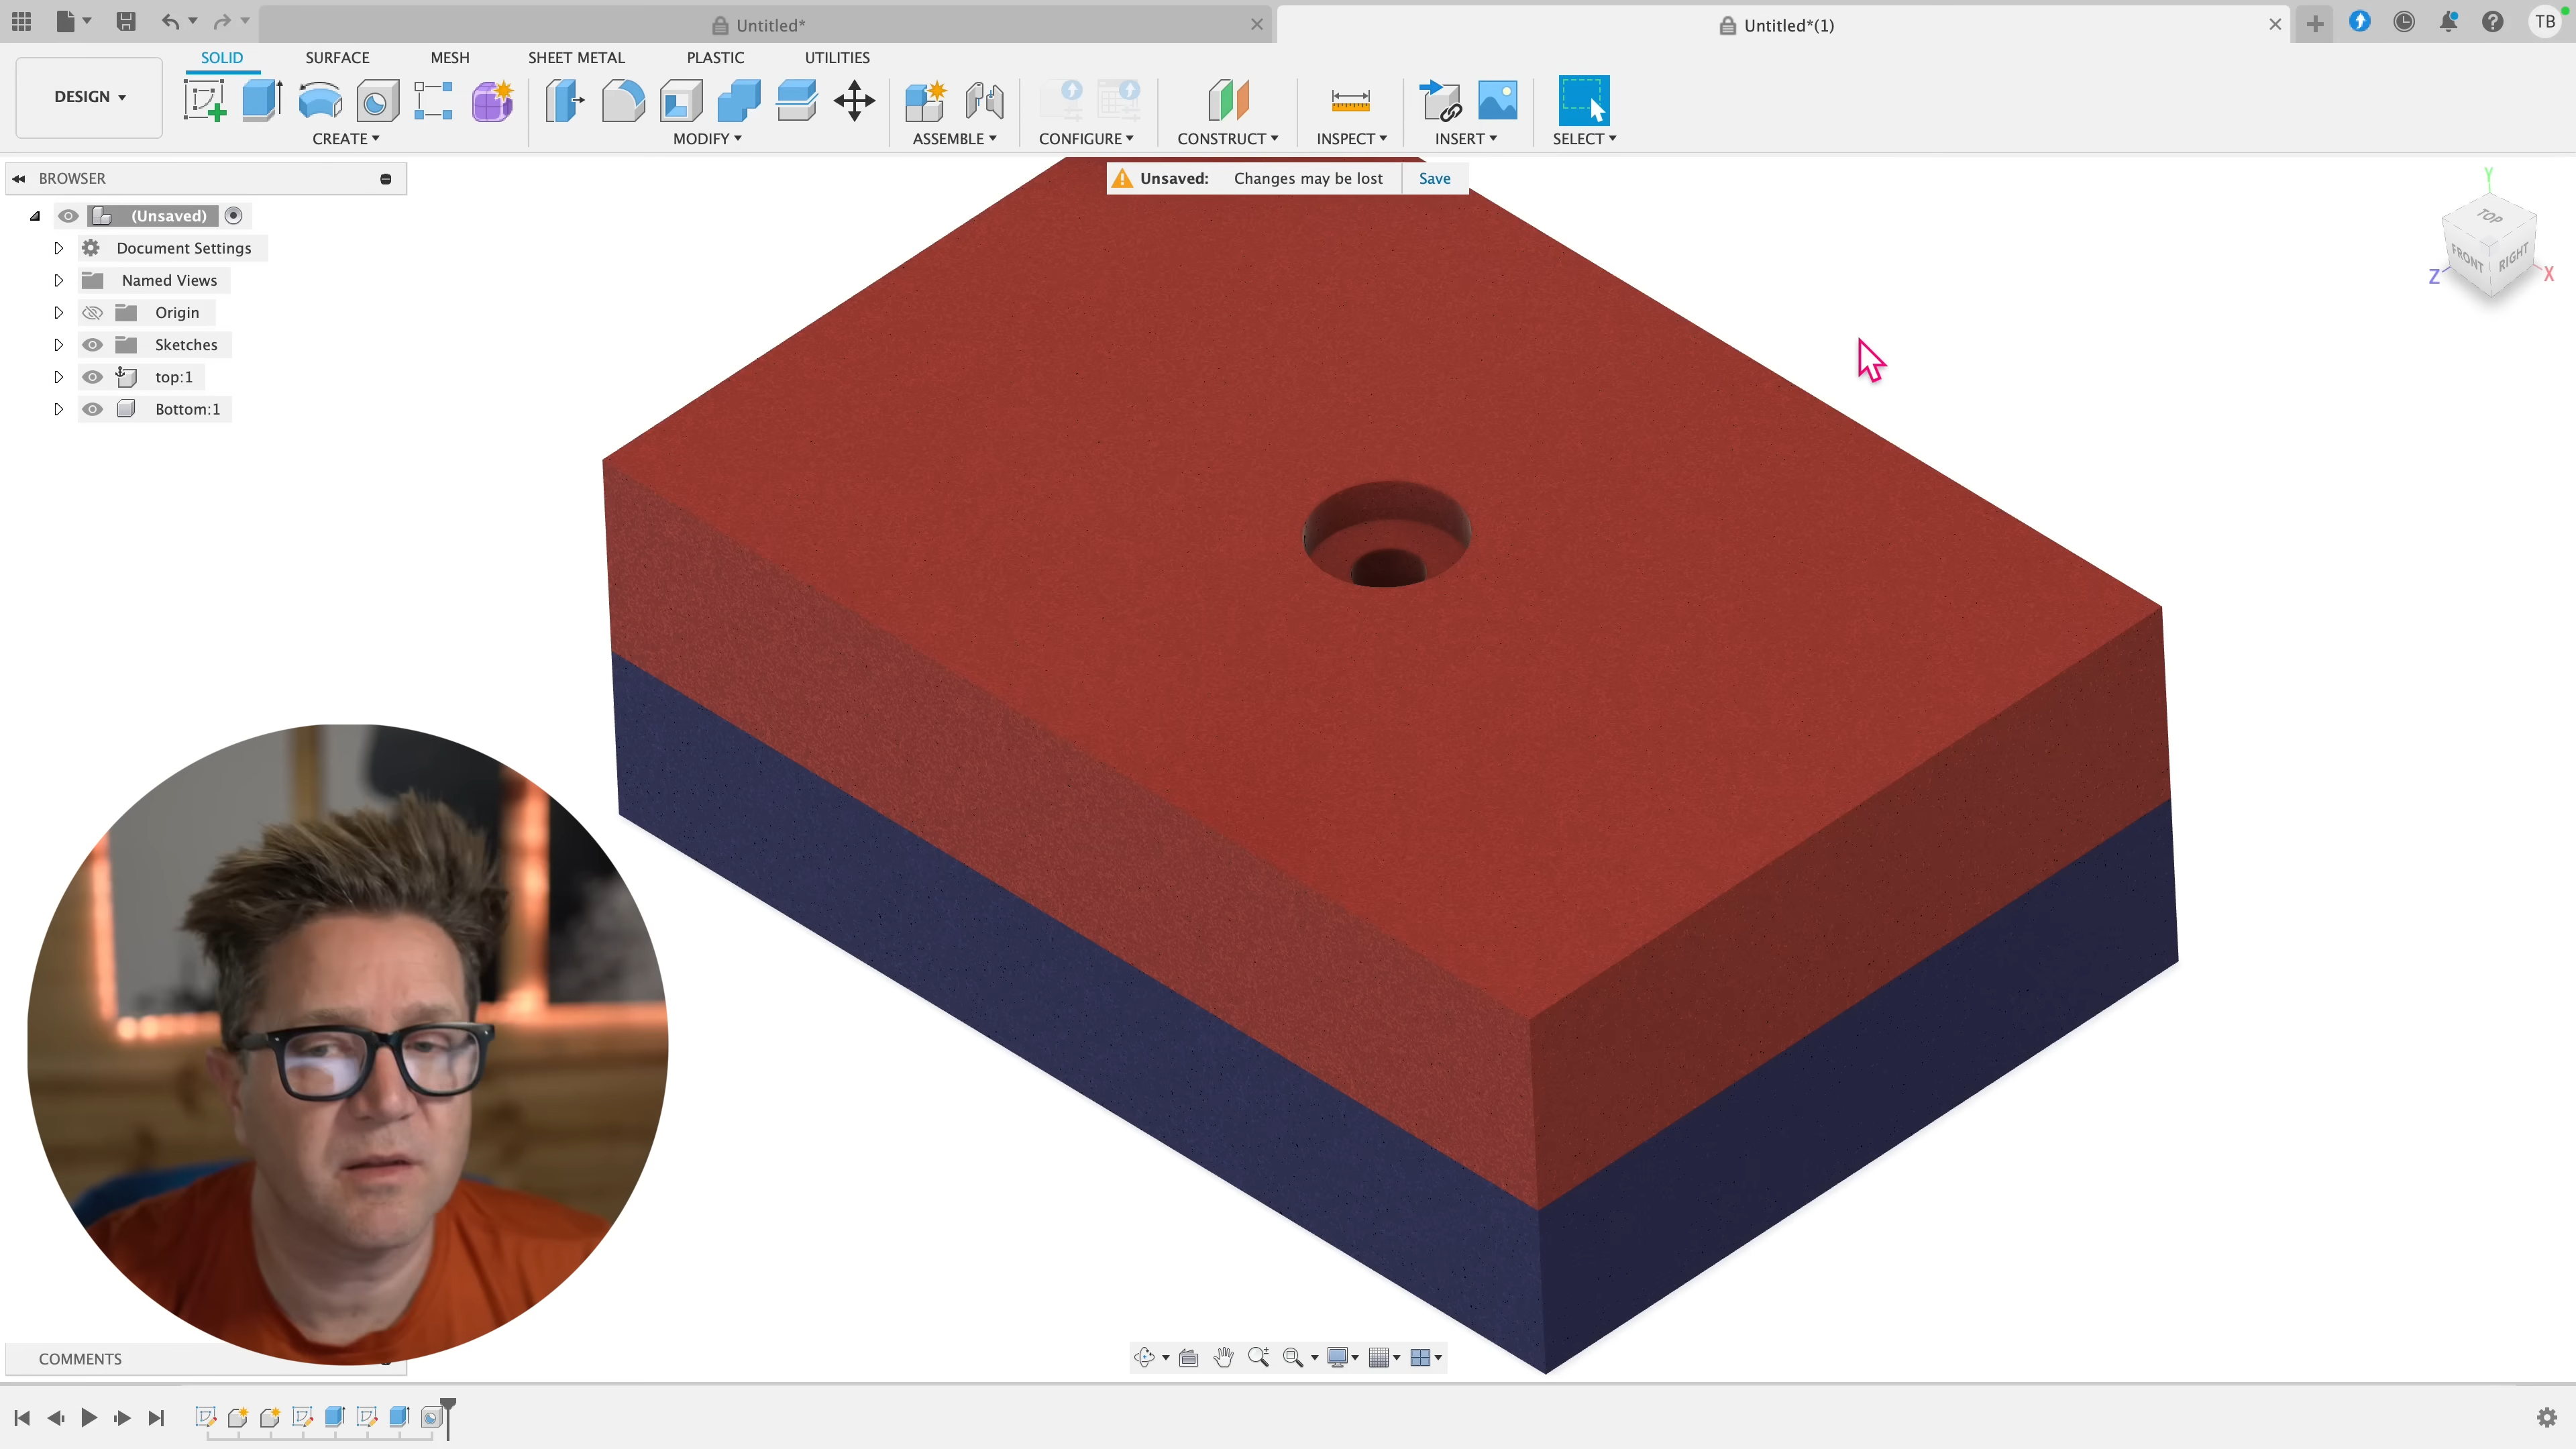 Untitled*
Untitled*(1)
TB
DESIGN
SOLID
SURFACE
MESH
SHEET METAL
PLASTIC
UTILITIES
CREATE
MODIFY
ASSEMBLE
CONFIGURE
CONSTRUCT
INSPECT
INSERT
SELECT
BROWSER
Unsaved: Changes may be lost Save
(Unsaved)
Document Settings
Named Views
Origin
Sketches
top:1
Bottom:1
Y
TOP
FRONT
RIGHT
Z
X
COMMENTS